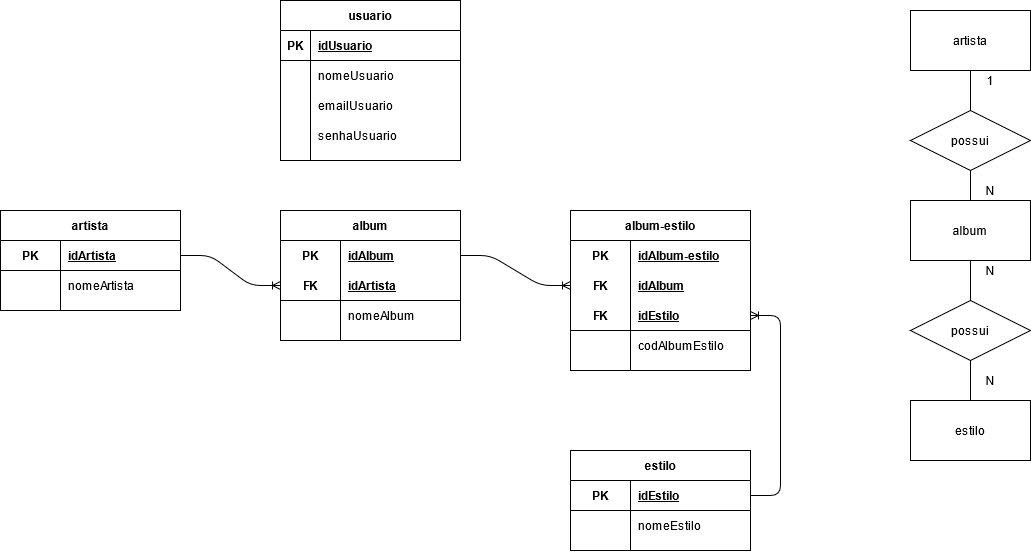 usuario
PK idUsuario
nomeUsuario
emailUsuario
senhaUsuario
artista
PK idArtista
nomeArtista
album
PK idAlbum
FK idArtista
nomeAlbum
album-estilo
PK idAlbum-estilo
FK idAlbum
FK idEstilo
codAlbumEstilo
estilo
PK idEstilo
nomeEstilo
artista
1
possui
N
album
N
possui
N
estilo